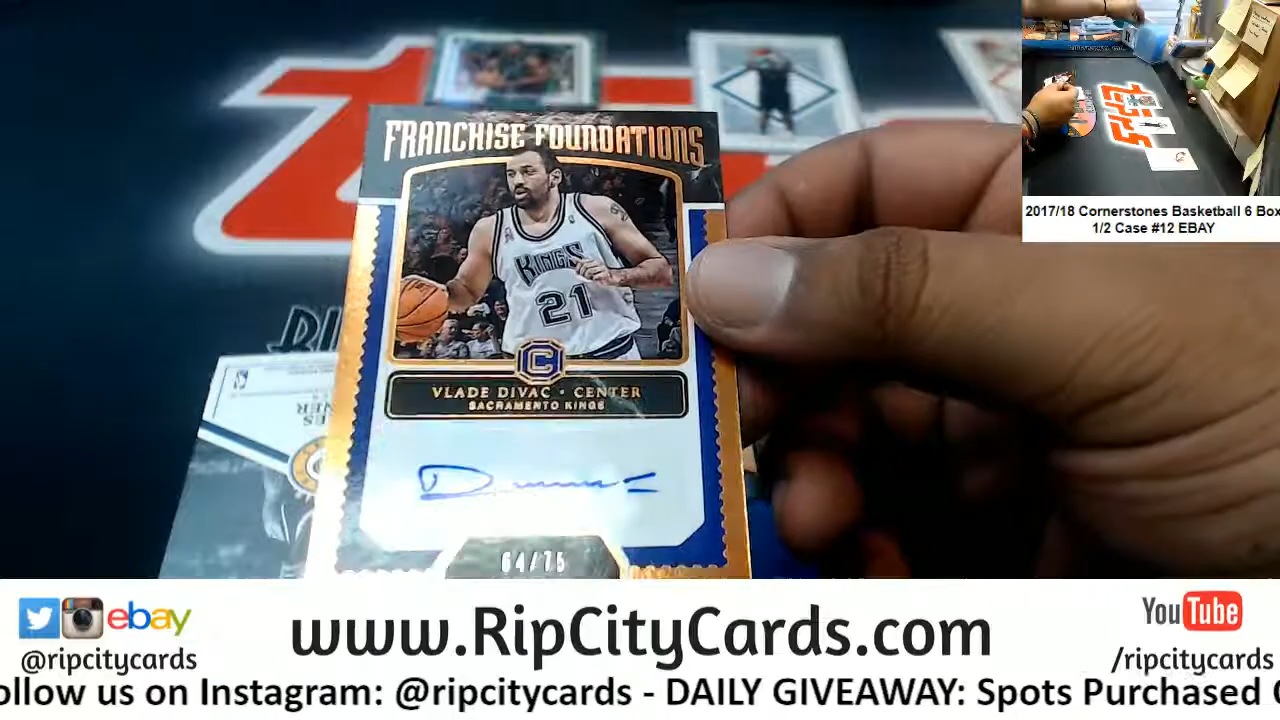 FRANCHISE FOUNDATIONS
KINGS
21
C
VLADE DIVAC • CENTER
SACRAMENTO KINGS
64/75
2017/18 Cornerstones Basketball 6 Box
1/2 Case #12 EBAY
ebay
@ripcitycards
www.RipCityCards.com
YouTube
/ripcitycards
ollow us on Instagram: @ripcitycards - DAILY GIVEAWAY: Spots Purchased